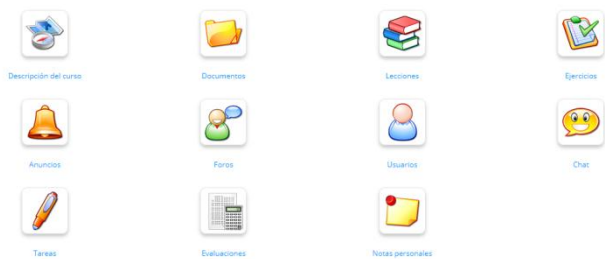 Descripción del curso
Documentos
Lecciones
Ejercicios
Anuncios
Foros
Usuarios
Chat
Tareas
Evaluaciones
Notas personales